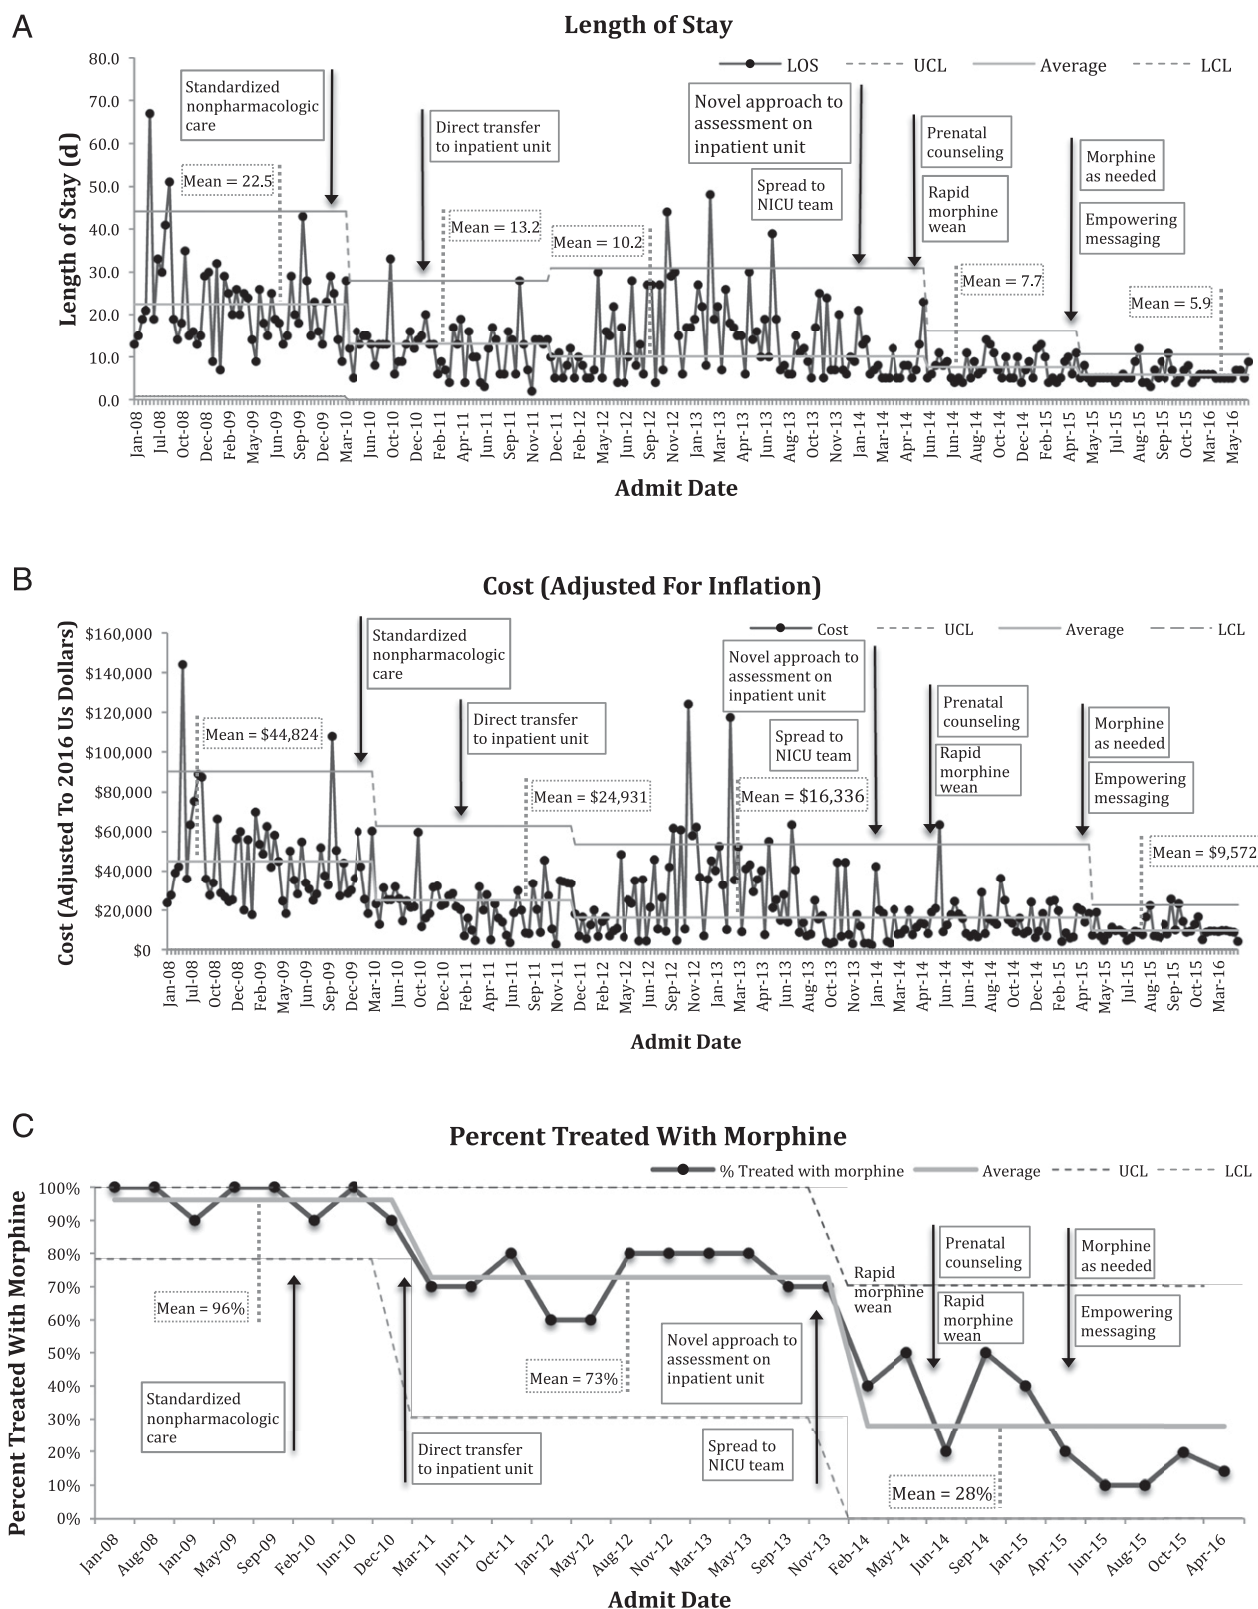 A
Length of Stay
LOS
UCL
Average
LCL
Length of Stay (d)
80.0
70.0
60.0
50.0
40.0
30.0
20.0
10.0
0.0
Standardized
nonpharmacologic
care
Direct transfer
to inpatient unit
Novel approach to
assessment on
inpatient unit
Spread to
NICU team
Prenatal
counseling
Rapid
morphine
wean
Morphine
as needed
Empowering
messaging
Mean = 22.5
Mean = 13.2
Mean = 10.2
Mean = 7.7
Mean = 5.9
Jan-08
Jul-08
Oct-08
Dec-08
Feb-09
May-09
Jun-09
Sep-09
Dec-09
Mar-10
Jun-10
Oct-10
Dec-10
Feb-11
Apr-11
Jun-11
Sep-11
Nov-11
Dec-11
Feb-12
May-12
Jun-12
Sep-12
Nov-12
Jan-13
Mar-13
Apr-13
Jun-13
Aug-13
Oct-13
Dec-13
Jan-14
Mar-14
Apr-14
Jun-14
Jun-14
Aug-14
Oct-14
Dec-14
Feb-15
Apr-15
May-15
Jul-15
Aug-15
Sep-15
Oct-15
Mar-16
May-16
Admit Date
B
Cost (Adjusted For Inflation)
Cost
UCL
Average
LCL
Cost (Adjusted To 2016 Us Dollars)
$160,000
$140,000
$120,000
$100,000
$80,000
$60,000
$40,000
$20,000
$0
Standardized
nonpharmacologic
care
Direct transfer
to inpatient unit
Novel approach to
assessment on
inpatient unit
Spread to
NICU team
Prenatal
counseling
Rapid
morphine
wean
Morphine
as needed
Empowering
messaging
Mean = $44,824
Mean = $24,931
Mean = $16,336
Mean = $9,572
Jan-08
Jul-08
Oct-08
Dec-08
Feb-09
May-09
Jun-09
Sep-09
Dec-09
Mar-10
Jun-10
Oct-10
Dec-10
Feb-11
Apr-11
Jun-11
Sep-11
Nov-11
Dec-11
Feb-12
May-12
Jun-12
Sep-12
Nov-12
Jan-13
Mar-13
Apr-13
Jun-13
Aug-13
Oct-13
Nov-13
Jan-14
Mar-14
Apr-14
Jun-14
Jun-14
Aug-14
Oct-14
Dec-14
Feb-15
Apr-15
May-15
Jul-15
Aug-15
Sep-15
Oct-15
Mar-16
Admit Date
C
Percent Treated With Morphine
% Treated with morphine
Average
UCL
LCL
Percent Treated With Morphine
100%
90%
80%
70%
60%
50%
40%
30%
20%
10%
0%
Mean = 96%
Standardized
nonpharmacologic
care
Direct transfer
to inpatient unit
Mean = 73%
Novel approach to
assessment on
inpatient unit
Spread to
NICU team
Rapid
morphine
wean
Prenatal
counseling
Rapid
morphine
wean
Morphine
as needed
Empowering
messaging
Mean = 28%
Jan-08
Aug-08
Jan-09
May-09
Sep-09
Feb-10
Jun-10
Dec-10
Mar-11
Jun-11
Oct-11
Jan-12
May-12
Aug-12
Nov-12
Mar-13
May-13
Sep-13
Nov-13
Feb-14
May-14
Jun-14
Sep-14
Jan-15
Apr-15
Jun-15
Aug-15
Oct-15
Apr-16
Admit Date